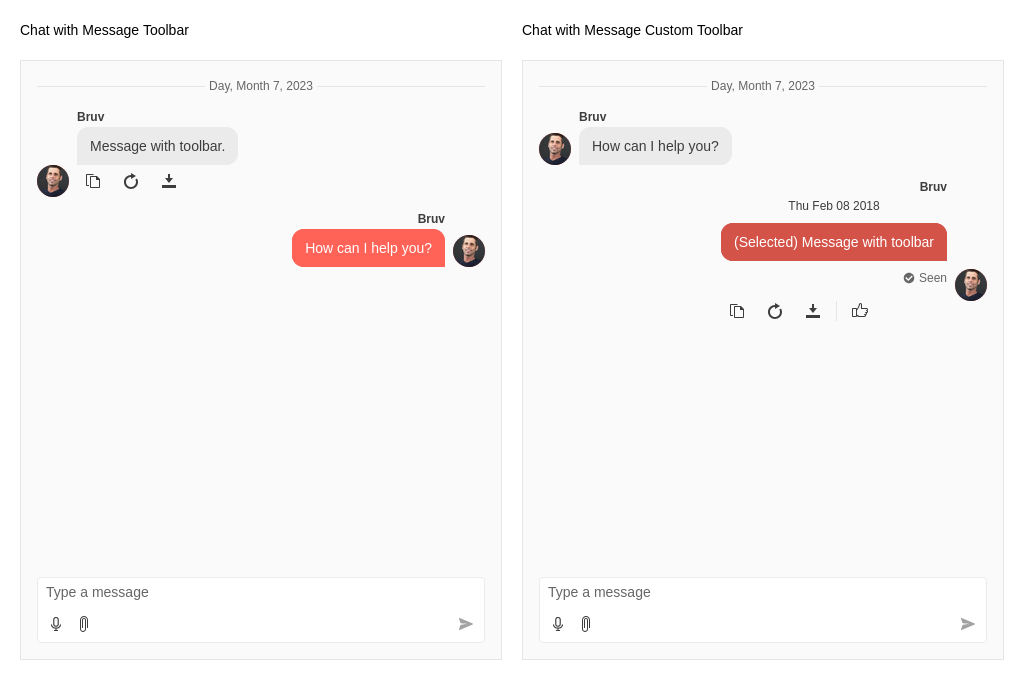 Chat with Message Toolbar
Day, Month 7, 2023
Bruv
Message with toolbar.
Bruv
How can I help you?
Type a message
Chat with Message Custom Toolbar
Day, Month 7, 2023
Bruv
How can I help you?
Bruv
Thu Feb 08 2018
(Selected) Message with toolbar
Seen
Type a message